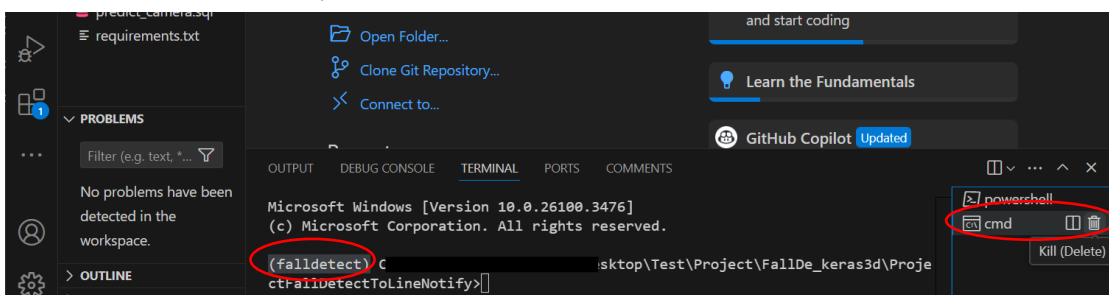 predict_camera.sql
requirements.txt
Open Folder...
Clone Git Repository...
Connect to...
and start coding
Learn the Fundamentals
GitHub Copilot Updated
1
PROBLEMS
Filter (e.g. text, *...
No problems have been
detected in the
workspace.
OUTLINE
OUTPUT DEBUG CONSOLE TERMINAL PORTS COMMENTS
Microsoft Windows [Version 10.0.26100.3476]
(c) Microsoft Corporation. All rights reserved.
(falldetect) C sktop\Test\Project\FallDe_keras3d\Proje
ctFallDetectToLineNotify>
powershell
cmd
Kill (Delete)